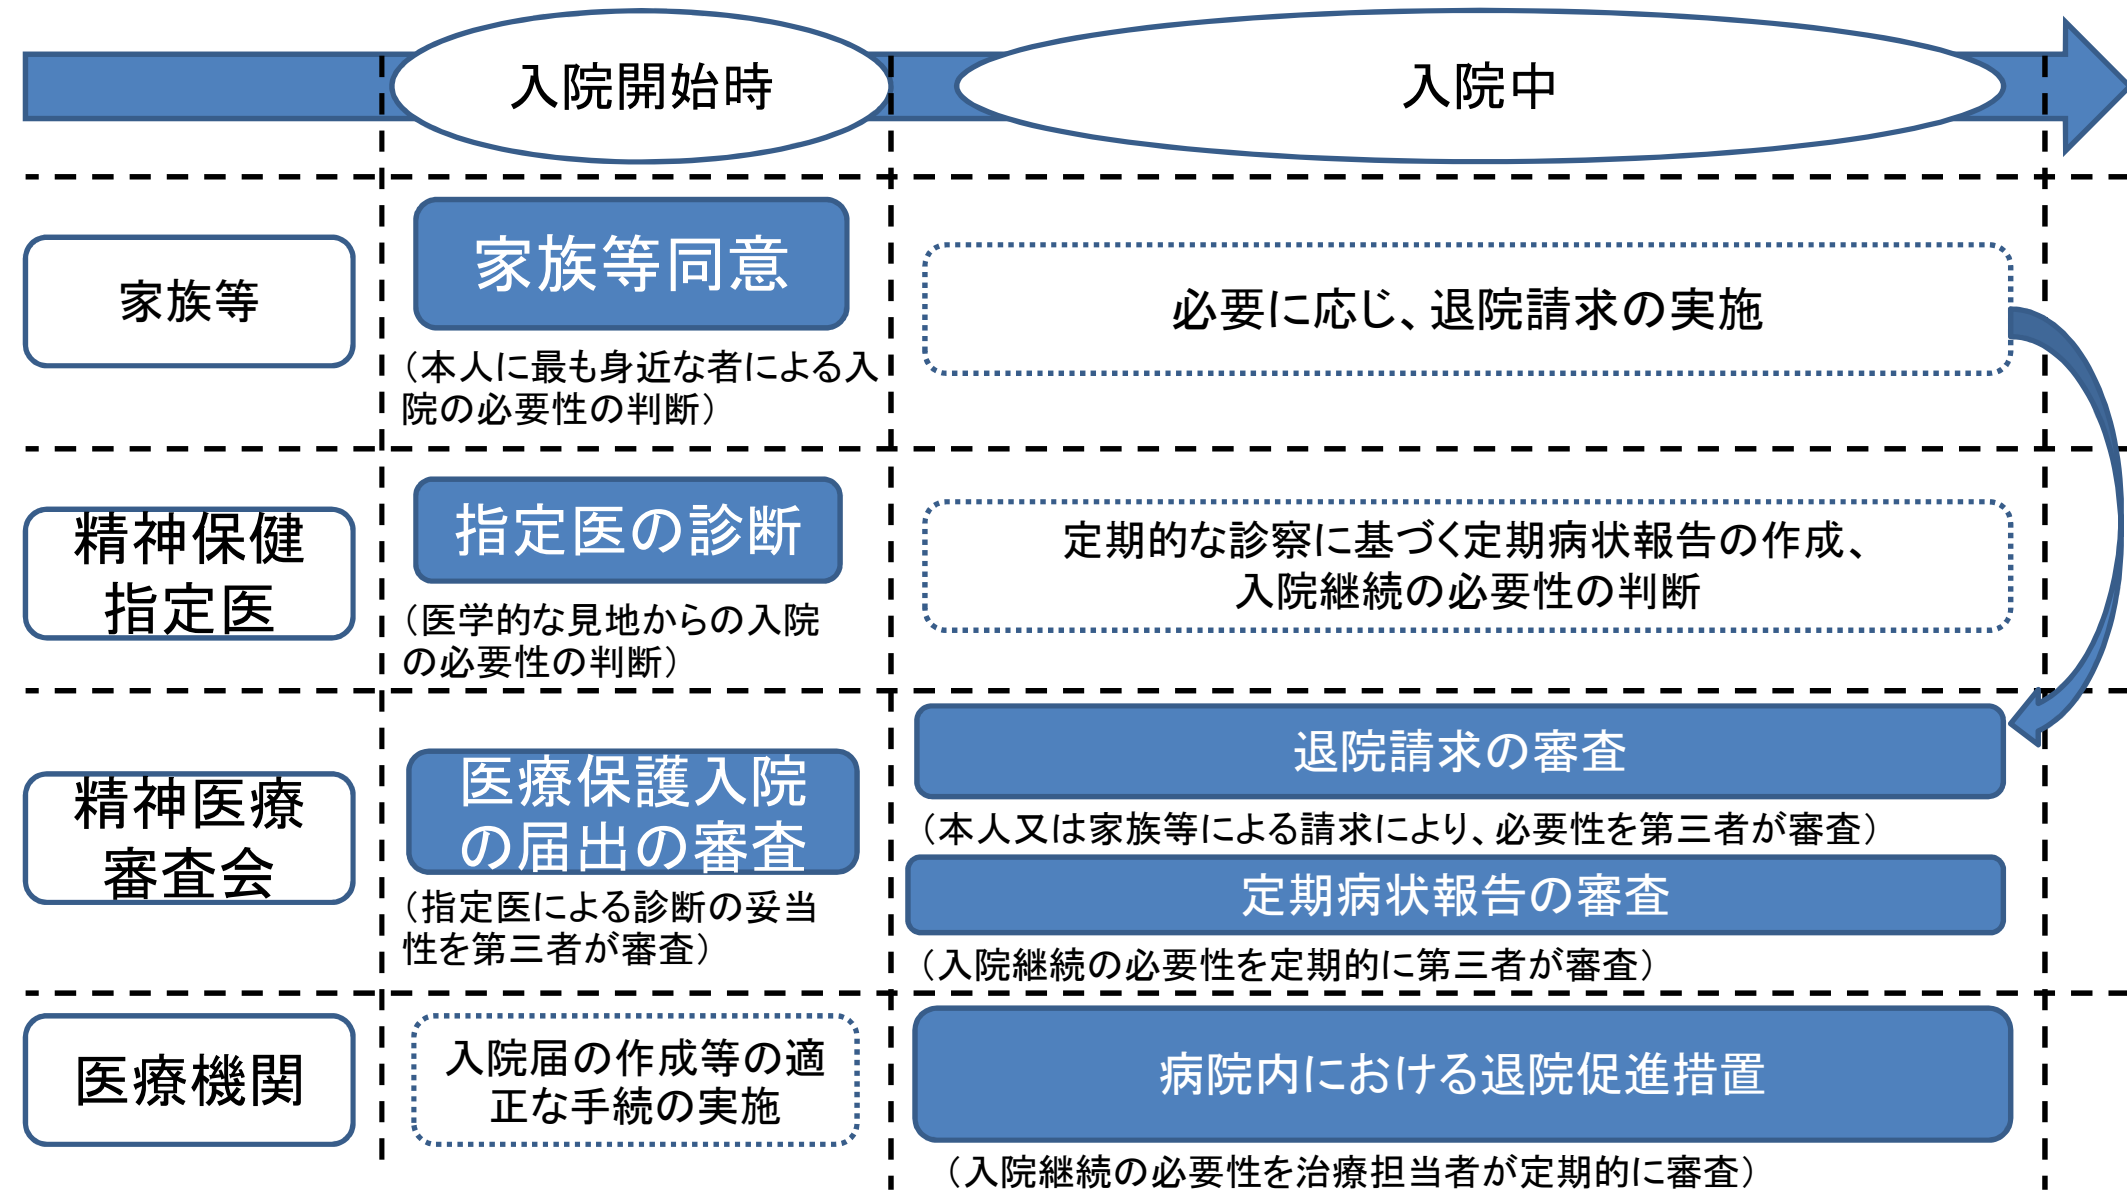 入院開始時
入院中
家族等
家族等同意
（本人に最も身近な者による入
院の必要性の判断）
必要に応じ、退院請求の実施
精神保健
指定医
指定医の診断
（医学的な見地からの入院
の必要性の判断）
定期的な診察に基づく定期病状報告の作成、
入院継続の必要性の判断
精神医療
審査会
医療保護入院
の届出の審査
（指定医による診断の妥当
性を第三者が審査）
退院請求の審査
（本人又は家族等による請求により、必要性を第三者が審査）
定期病状報告の審査
（入院継続の必要性を定期的に第三者が審査）
医療機関
入院届の作成等の適
正な手続の実施
病院内における退院促進措置
（入院継続の必要性を治療担当者が定期的に審査）